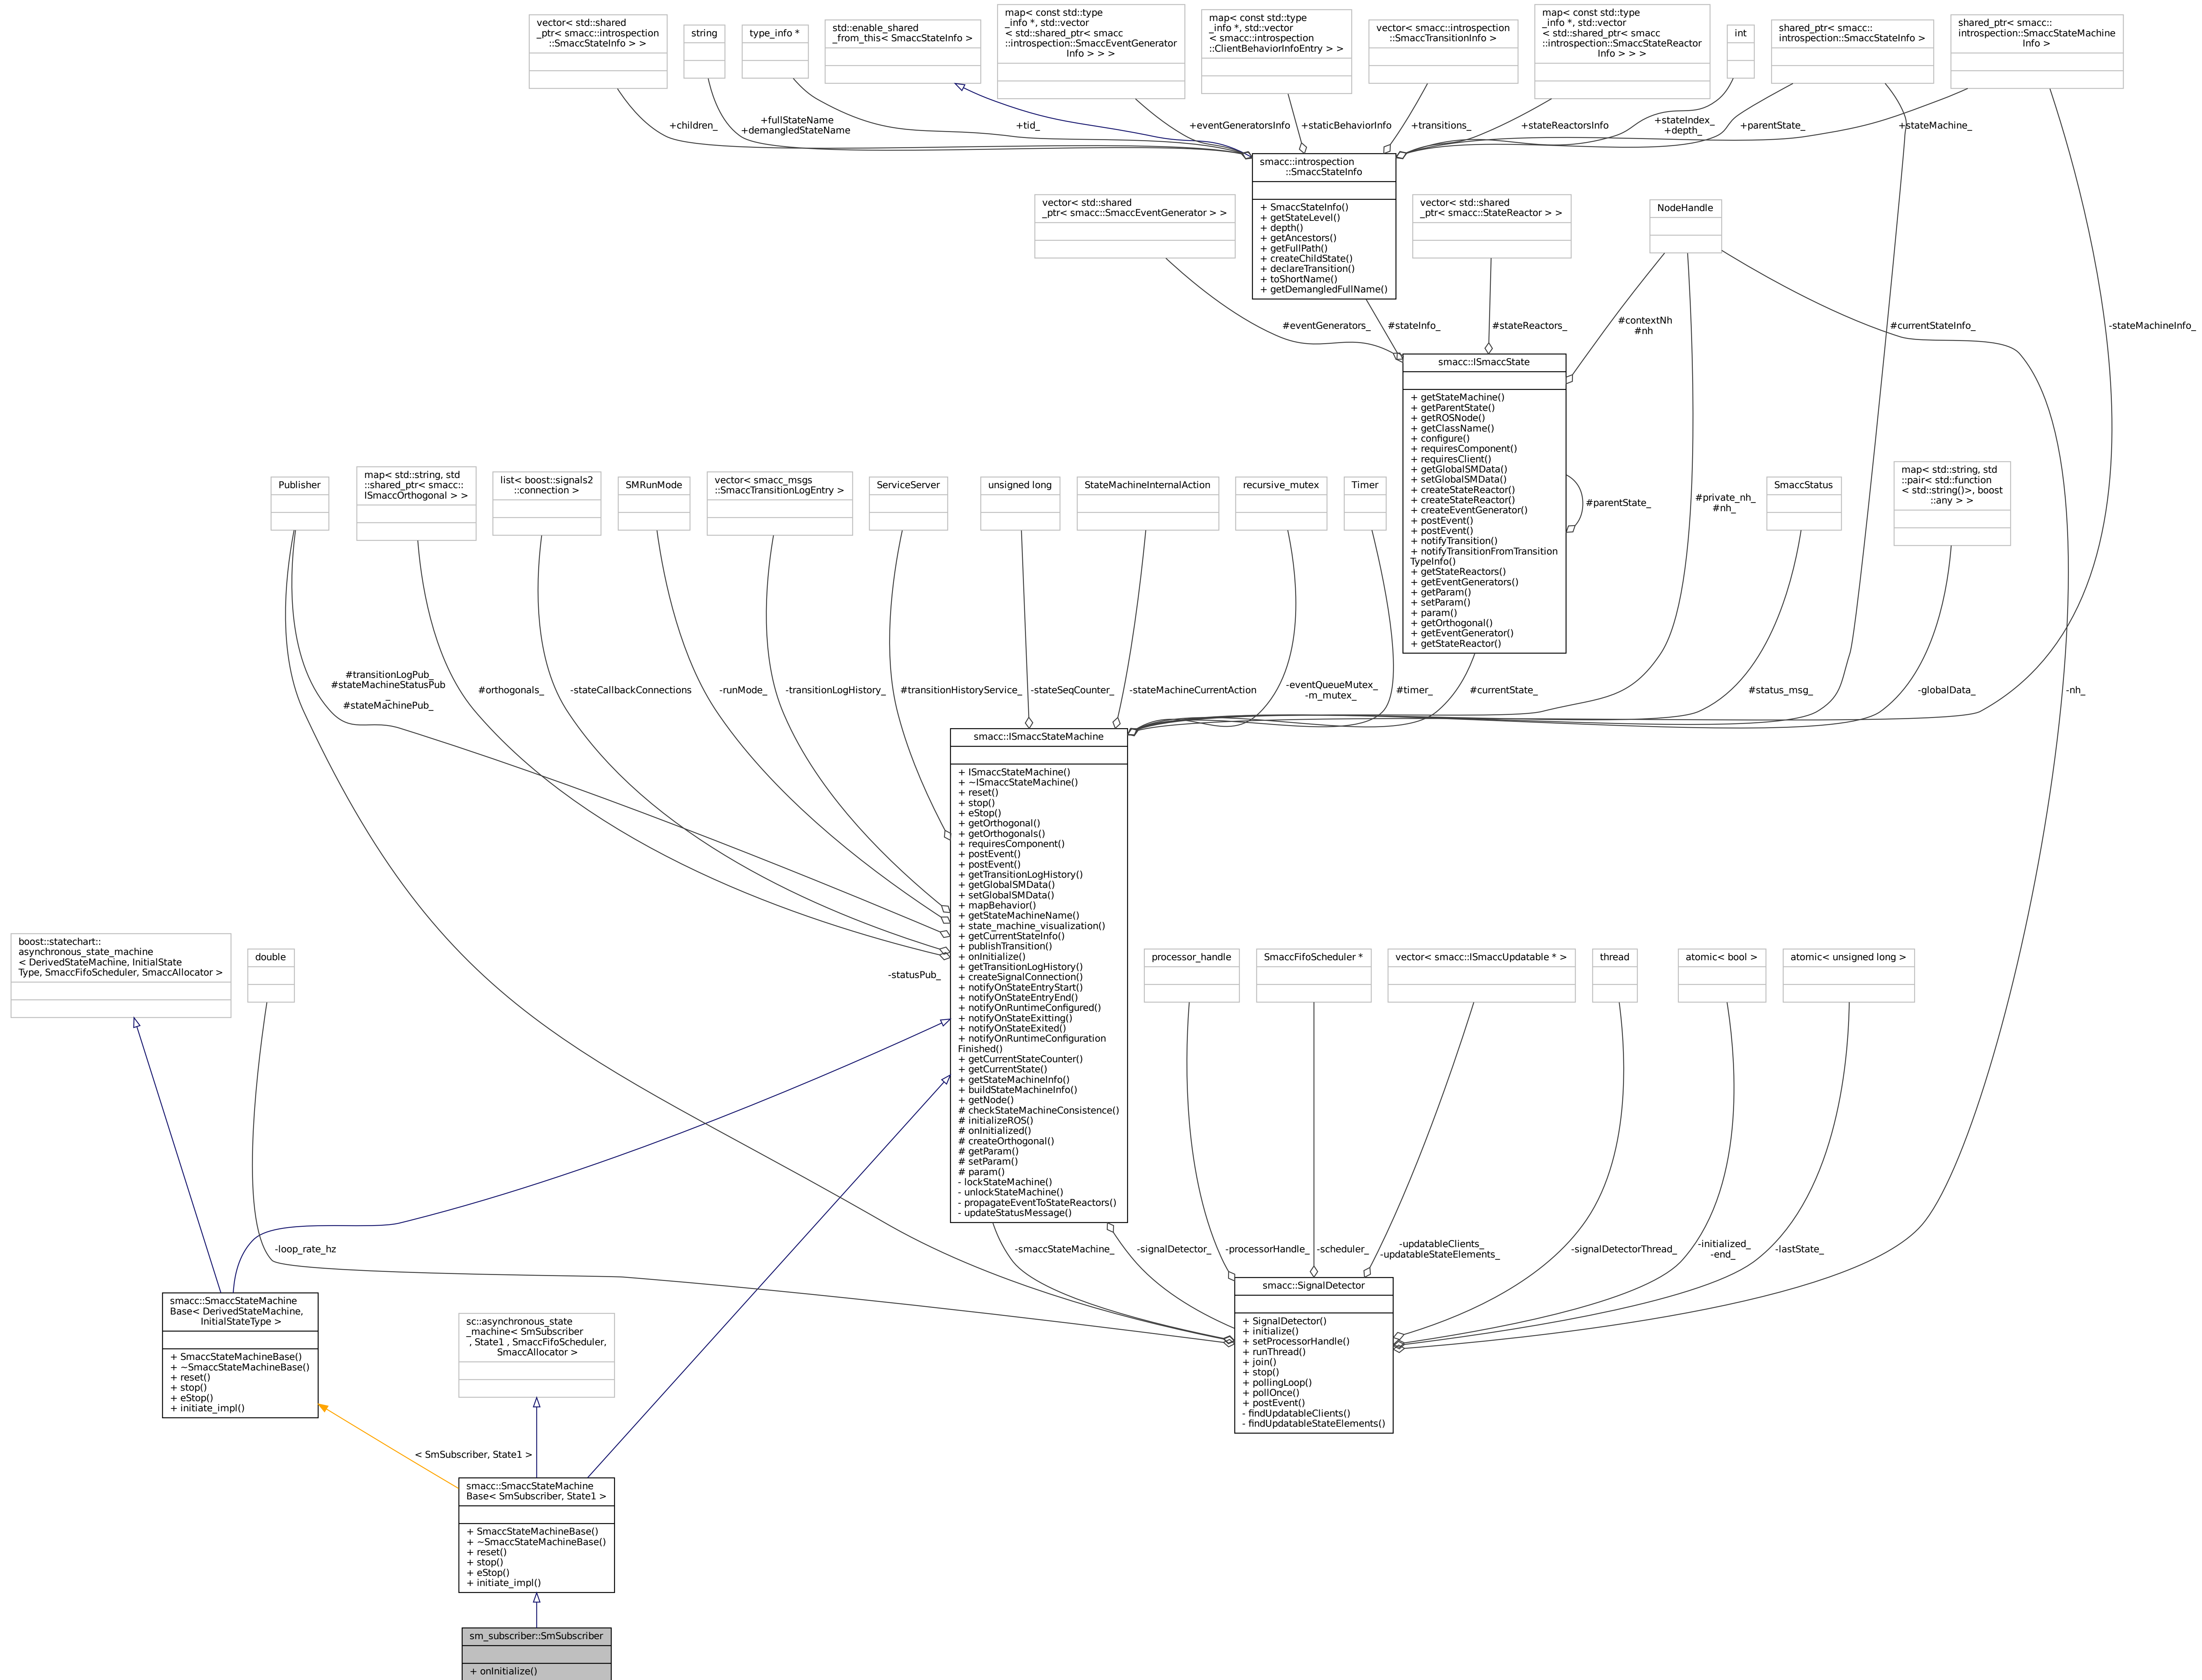 vector< std::shared
_ptr< smacc::introspection
::SmaccStateInfo > >
string
type_info *
std::enable_shared
_from_this< SmaccStateInfo >
map< const std::type
_info *, std::vector
< std::shared_ptr< smacc
::introspection::SmaccEventGenerator
Info > > >
map< const std::type
_info *, std::vector
< smacc::introspection
::ClientBehaviorInfoEntry > >
vector< smacc::introspection
::SmaccTransitionInfo >
map< const std::type
_info *, std::vector
< std::shared_ptr< smacc
::introspection::SmaccStateReactor
Info > > >
int
shared_ptr< smacc::
introspection::SmaccStateInfo >
shared_ptr< smacc::
introspection::SmaccStateMachine
Info >
+children_
+fullStateName
+demangledStateName
+tid_
+eventGeneratorsInfo
+staticBehaviorInfo
+transitions_
+stateReactorsInfo
+stateIndex_
+depth_
+parentState_
+stateMachine_
smacc::introspection
::SmaccStateInfo
+ SmaccStateInfo()
+ getStateLevel()
+ depth()
+ getAncestors()
+ getFullPath()
+ createChildState()
+ declareTransition()
+ toShortName()
+ getDemangledFullName()
vector< std::shared
_ptr< smacc::SmaccEventGenerator > >
vector< std::shared
_ptr< smacc::StateReactor > >
NodeHandle
#eventGenerators_
#stateInfo_
#stateReactors_
#contextNh
#nh
#currentStateInfo_
-stateMachineInfo_
smacc::ISmaccState
+ getStateMachine()
+ getParentState()
+ getROSNode()
+ getClassName()
+ configure()
+ requiresComponent()
+ requiresClient()
+ getGlobalSMData()
+ setGlobalSMData()
+ createStateReactor()
+ createStateReactor()
+ createEventGenerator()
+ postEvent()
+ postEvent()
+ notifyTransition()
+ notifyTransitionFromTransition
TypeInfo()
+ getStateReactors()
+ getEventGenerators()
+ getParam()
+ setParam()
+ param()
+ getOrthogonal()
+ getEventGenerator()
+ getStateReactor()
#parentState_
#private_nh_
#nh_
Publisher
map< std::string, std
::shared_ptr< smacc::
ISmaccOrthogonal > >
list< boost::signals2
::connection >
SMRunMode
vector< smacc_msgs
::SmaccTransitionLogEntry >
ServiceServer
unsigned long
StateMachineInternalAction
recursive_mutex
Timer
SmaccStatus
map< std::string, std
::pair< std::function
< std::string()>, boost
::any > >
#transitionLogPub_
#stateMachineStatusPub
_
#stateMachinePub_
#orthogonals_
-stateCallbackConnections
-runMode_
-transitionLogHistory_
#transitionHistoryService_
-stateSeqCounter_
-stateMachineCurrentAction
-eventQueueMutex_
-m_mutex_
#timer_
#currentState_
#status_msg_
-globalData_
-nh_
smacc::ISmaccStateMachine
+ ISmaccStateMachine()
+ ~ISmaccStateMachine()
+ reset()
+ stop()
+ eStop()
+ getOrthogonal()
+ getOrthogonals()
+ requiresComponent()
+ postEvent()
+ postEvent()
+ getTransitionLogHistory()
+ getGlobalSMData()
+ setGlobalSMData()
+ mapBehavior()
+ getStateMachineName()
+ state_machine_visualization()
+ getCurrentStateInfo()
+ publishTransition()
+ onInitialize()
+ getTransitionLogHistory()
+ createSignalConnection()
+ notifyOnStateEntryStart()
+ notifyOnStateEntryEnd()
+ notifyOnRuntimeConfigured()
+ notifyOnStateExitting()
+ notifyOnStateExited()
+ notifyOnRuntimeConfiguration
Finished()
+ getCurrentStateCounter()
+ getCurrentState()
+ getStateMachineInfo()
+ buildStateMachineInfo()
+ getNode()
# checkStateMachineConsistence()
# initializeROS()
# onInitialized()
# createOrthogonal()
# getParam()
# setParam()
# param()
- lockStateMachine()
- unlockStateMachine()
- propagateEventToStateReactors()
- updateStatusMessage()
boost::statechart::
asynchronous_state_machine
< DerivedStateMachine, InitialState
Type, SmaccFifoScheduler, SmaccAllocator >
double
-statusPub_
processor_handle
SmaccFifoScheduler *
vector< smacc::ISmaccUpdatable * >
thread
atomic< bool >
atomic< unsigned long >
-loop_rate_hz
-smaccStateMachine_
-signalDetector_
-processorHandle_
-scheduler_
-updatableClients_
-updatableStateElements_
-signalDetectorThread_
-initialized_
-end_
-lastState_
smacc::SignalDetector
+ SignalDetector()
+ initialize()
+ setProcessorHandle()
+ runThread()
+ join()
+ stop()
+ pollingLoop()
+ pollOnce()
+ postEvent()
- findUpdatableClients()
- findUpdatableStateElements()
smacc::SmaccStateMachine
Base< DerivedStateMachine,
InitialStateType >
+ SmaccStateMachineBase()
+ ~SmaccStateMachineBase()
+ reset()
+ stop()
+ eStop()
+ initiate_impl()
sc::asynchronous_state
_machine< SmSubscriber
, State1 , SmaccFifoScheduler,
SmaccAllocator >
< SmSubscriber, State1 >
smacc::SmaccStateMachine
Base< SmSubscriber, State1 >
+ SmaccStateMachineBase()
+ ~SmaccStateMachineBase()
+ reset()
+ stop()
+ eStop()
+ initiate_impl()
sm_subscriber::SmSubscriber
+ onInitialize()